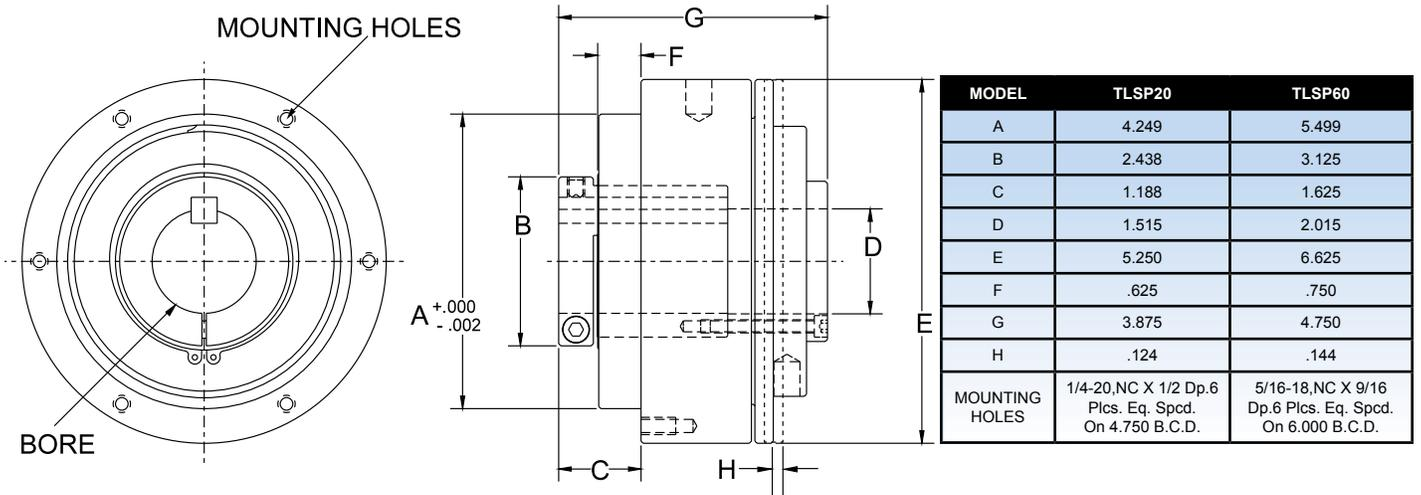 MOUNTING HOLES
G
F
B
D
A +.000
- .002
E
BORE
C
H
MODEL TLSP20 TLSP60
A 4.249 5.499
B 2.438 3.125
C 1.188 1.625
D 1.515 2.015
E 5.250 6.625
F .625 .750
G 3.875 4.750
H .124 .144
MOUNTING HOLES
1/4-20,NC X 1/2 Dp.6
Plcs. Eq. Spcd.
On 4.750 B.C.D.
5/16-18,NC X 9/16
Dp.6 Plcs. Eq. Spcd.
On 6.000 B.C.D.